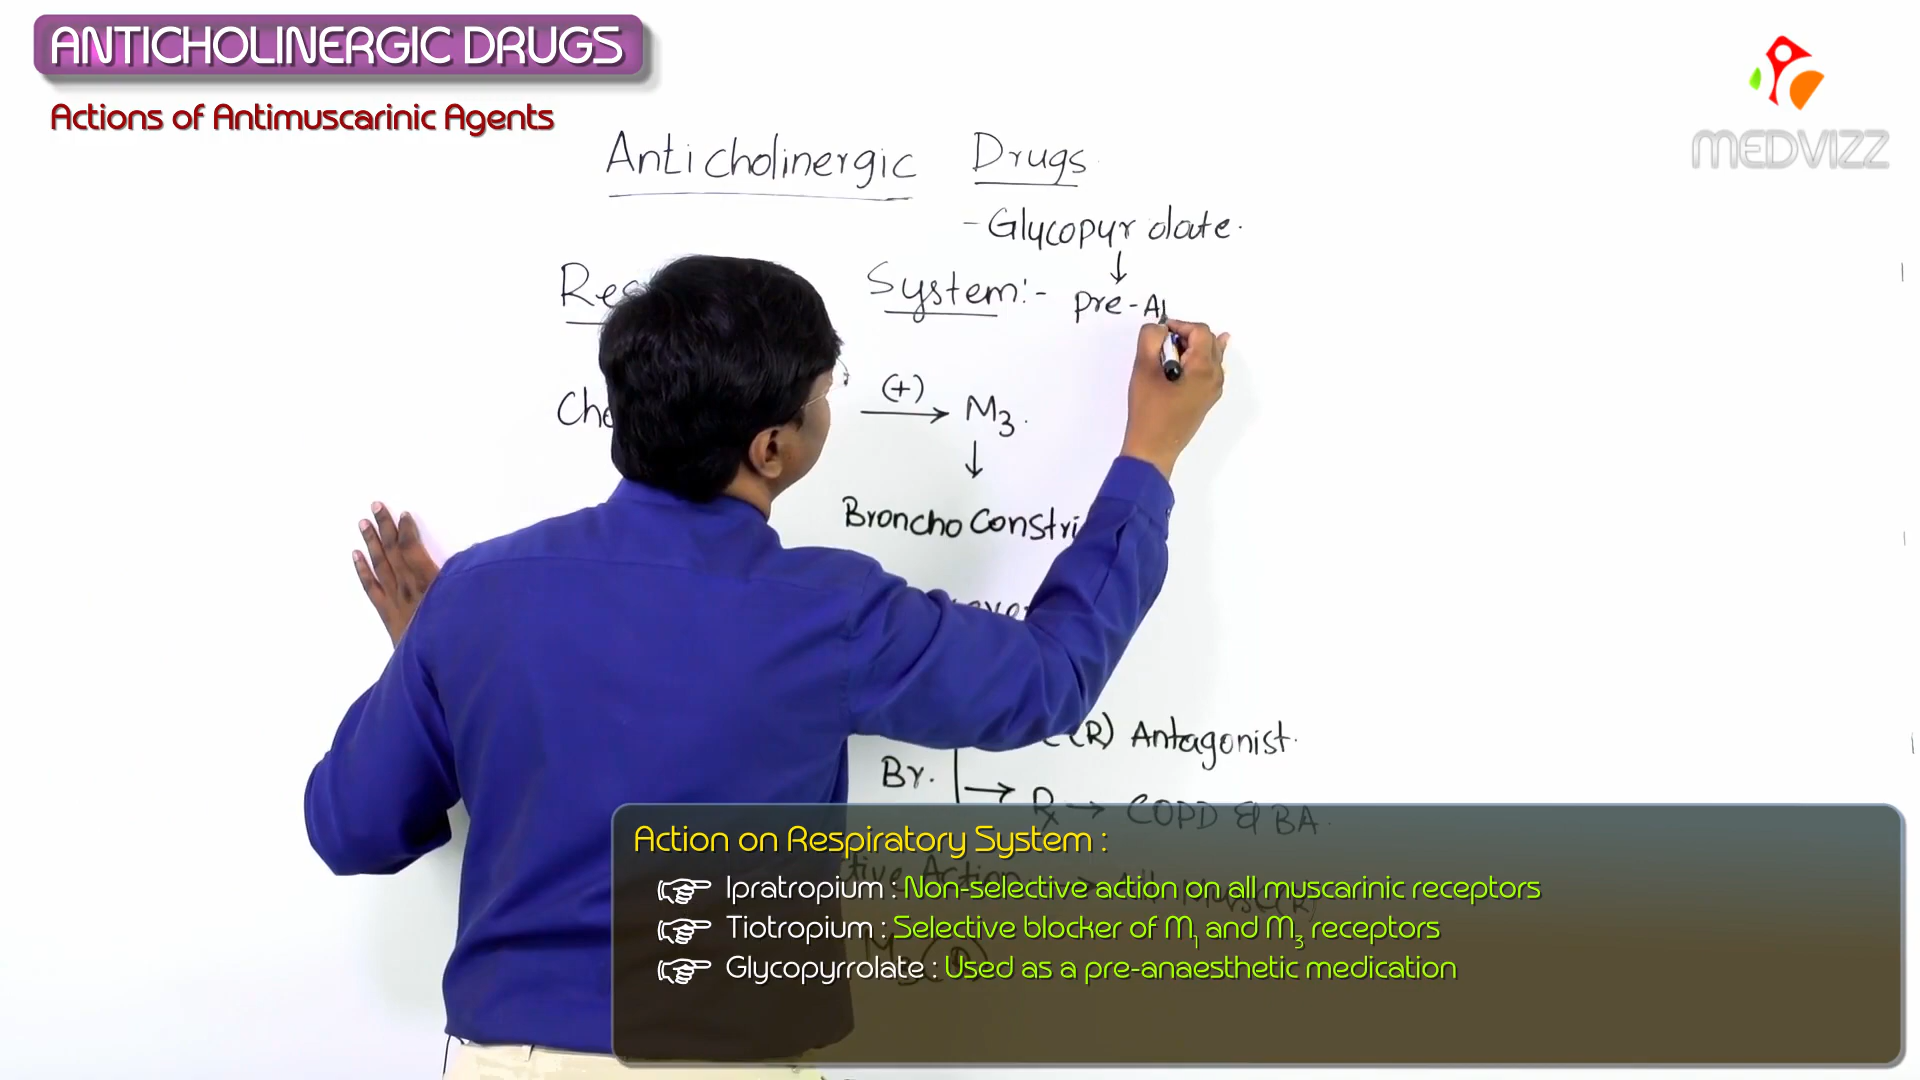 ANTICHOLINERGIC DRUGS
Actions of Antimuscarinic Agents
MEDVIZZ
Anticholinergic Drugs
- Glycopyrolate.
↓
System:- Pre-A
(+)
→ M3.
↓
Broncho Constri
(R) Antagonist.
Br.
→ Rx → COPD & BA.
Action on Respiratory System :
Ipratropium : Non-selective action on all muscarinic receptors
Tiotropium : Selective blocker of M1 and M3 receptors
Glycopyrrolate : Used as a pre-anaesthetic medication